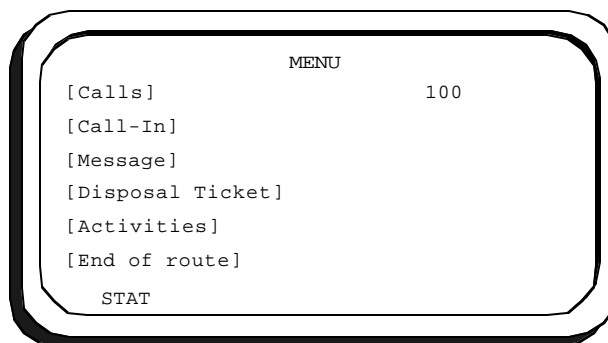 MENU
[Calls] 100
[Call-In]
[Message]
[Disposal Ticket]
[Activities]
[End of route]
STAT